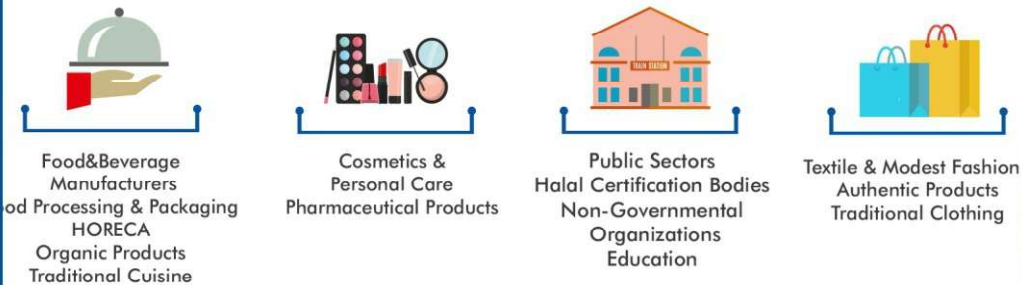 Food&Beverage
Manufacturers
Processing & Packaging
HORECA
Organic Products
Traditional Cuisine
Cosmetics &
Personal Care
Pharmaceutical Products
TRAIN STATION
Public Sectors
Halal Certification Bodies
Non-Governmental
Organizations
Education
Textile & Modest Fashion
Authentic Products
Traditional Clothing